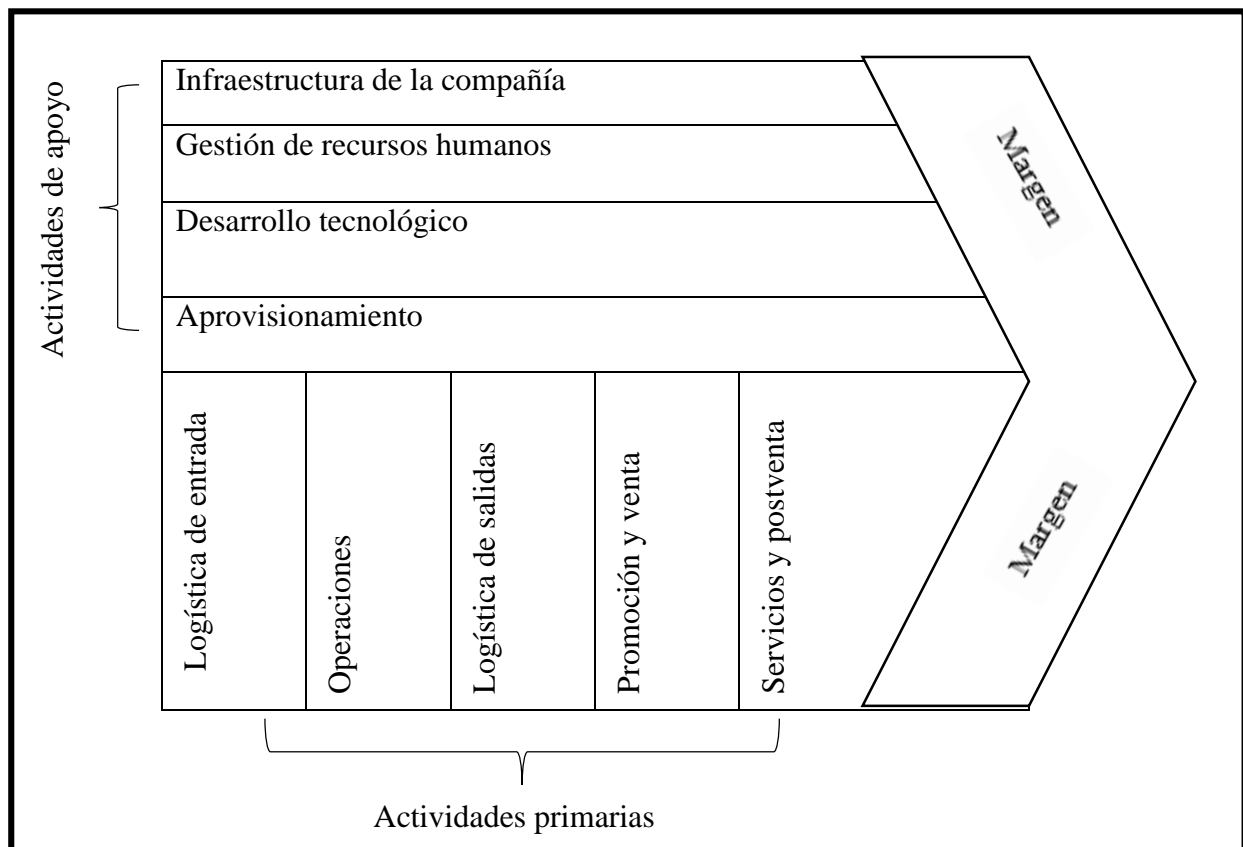 Actividades de apoyo
Infraestructura de la compañía
Gestión de recursos humanos
Desarrollo tecnológico
Aprovisionamiento
Logística de entrada
Operaciones
Logística de salidas
Promoción y venta
Servicios y postventa
Margen
Margen
Actividades primarias